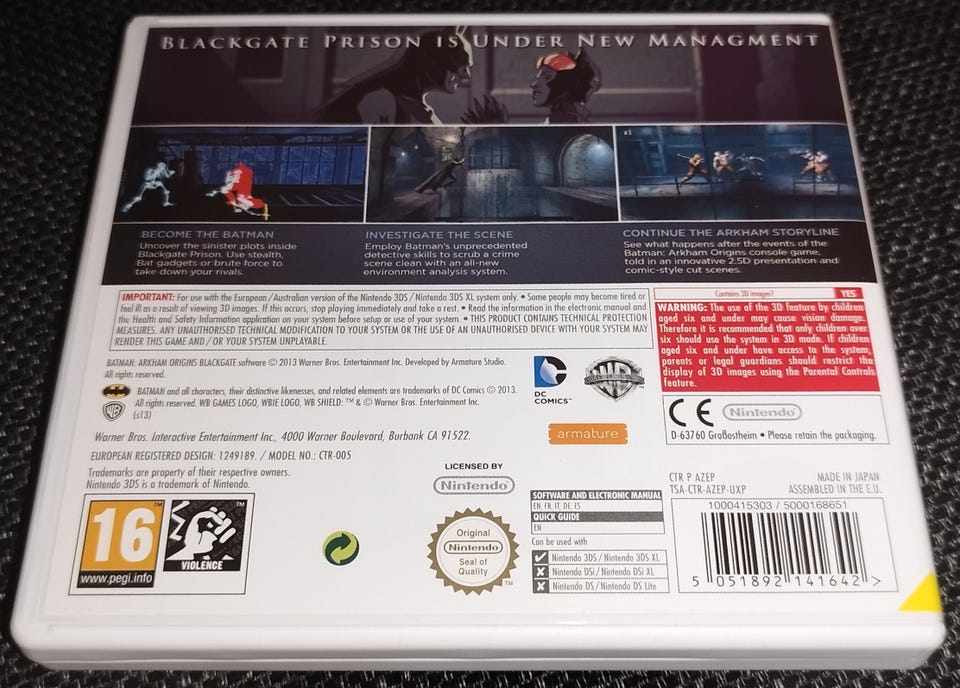 BLACKGATE PRISON IS UNDER NEW MANAGMENT
BECOME THE BATMAN
Uncover the sinister plots inside
Blackgate Prison. Use stealth,
Bat gadgets or brute force to
take down your rivals.
INVESTIGATE THE SCENE
Employ Batman's unprecedented
detective skills to scrub a crime
scene clean with an all-new
environment analysis system.
CONTINUE THE ARKHAM STORYLINE
See what happens after the events of the
Batman: Arkham Origins console game,
told in an innovative 2.5D presentation and
comic-style cut scenes.
IMPORTANT: For use with the European/Australian version of the Nintendo 3DS/Nintendo 3DS XL system only. • Some people may become tired or
feel ill as a result of viewing 3D images. If this occurs, stop playing immediately and take a rest. • Read the information in the electronic manual and
the Health and Safety Information application on your system before setup or use of your system. • THIS PRODUCT CONTAINS TECHNICAL PROTECTION
MEASURES. ANY UNAUTHORISED TECHNICAL MODIFICATION TO YOUR SYSTEM OR THE USE OF AN UNAUTHORISED DEVICE WITH YOUR SYSTEM MAY
RENDER THIS GAME AND/OR YOUR SYSTEM UNPLAYABLE.
Contains 3D images? YES
WARNING: The use of the 3D feature by children
aged six and under may cause vision damage.
Therefore it is recommended that only children over
six should use the system in 3D mode. If children
aged six and under have access to the system,
parents or legal guardians should restrict the
display of 3D images using the Parental Controls
feature.
BATMAN: ARKHAM ORIGINS BLACKGATE software © 2013 Warner Bros. Entertainment Inc. Developed by Armature Studio.
All rights reserved.
BATMAN and all characters, their distinctive likenesses, and related elements are trademarks of DC Comics © 2013.
All rights reserved. WB GAMES LOGO, WBIE LOGO, WB SHIELD: ™ & © Warner Bros. Entertainment Inc.
(s13)
DC
COMICS™
armature
CE Nintendo
D-63760 Großostheim • Please retain the packaging.
Warner Bros. Interactive Entertainment Inc., 4000 Warner Boulevard, Burbank CA 91522.
EUROPEAN REGISTERED DESIGN: 1249189. / MODEL NO.: CTR-005
Trademarks are property of their respective owners.
Nintendo 3DS is a trademark of Nintendo.
LICENSED BY
Nintendo
16
www.pegi.info
VIOLENCE
Original
Nintendo
Seal of
Quality
SOFTWARE AND ELECTRONIC MANUAL
EN, FR, IT, DE, ES
QUICK GUIDE
EN
Can be used with
Nintendo 3DS / Nintendo 3DS XL
Nintendo DSi / Nintendo DSi XL
Nintendo DS / Nintendo DS Lite
CTR P AZEP MADE IN JAPAN
TSA-CTR-AZEP-UXP ASSEMBLED IN THE E.U.
1000415303 / 5000168651
5 051892 141642 >